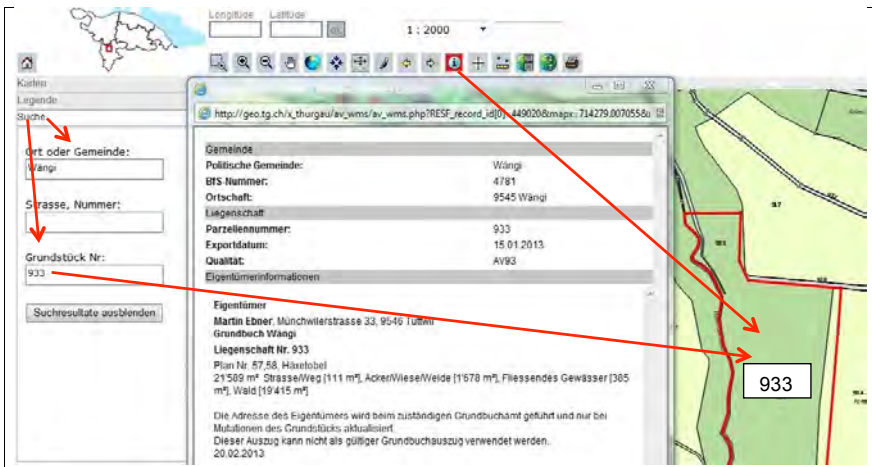 Longitude Latitude
ok
1 : 2000
Karten
Legende
Suche
Ort oder Gemeinde:
Wängi
Strasse, Nummer:
Grundstück Nr:
933
Suchresultate ausblenden
http://geo.tg.ch/x_thurgau/av_wms/av_wms.php?RESF_record_id[0]
Gemeinde
Politische Gemeinde: Wängi
BfS-Nummer: 4781
Ortschaft: 9545 Wängi
Liegenschaft
Parzellennummer: 933
Exportdatum: 15.01.2013
Qualität: AV93
Eigentümerinformationen
Eigentümer
Martin Ebner, Münchwilerstrasse 33, 9546 Tuttwil
Grundbuch Wängi
Liegenschaft Nr. 933
Plan Nr. 57,58, Häxetobel
21'589 m² Strasse/Weg [111 m²], Acker/Wiese/Weide [1'678 m²], Fliessendes Gewässer [385
m²], Wald [19'415 m²]
Die Adresse des Eigentümers wird beim zuständigen Grundbuchamt geführt und nur bei
Mutationen des Grundstücks aktualisiert.
Dieser Auszug kann nicht als gültiger Grundbuchauszug verwendet werden.
20.02.2013
933